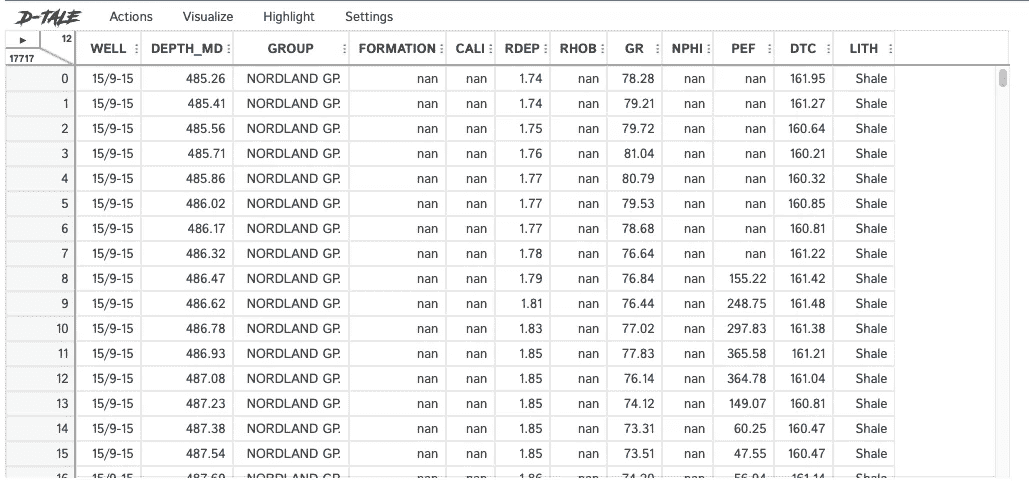 D-TALE Actions Visualize Highlight Settings
▶ 12 WELL DEPTH_MD GROUP FORMATION CALI RDEP RHOB GR NPHI PEF DTC LITH
17717
0 15/9-15 485.26 NORDLAND GP. nan nan 1.74 nan 78.28 nan nan 161.95 Shale
1 15/9-15 485.41 NORDLAND GP. nan nan 1.74 nan 79.21 nan nan 161.27 Shale
2 15/9-15 485.56 NORDLAND GP. nan nan 1.75 nan 79.72 nan nan 160.64 Shale
3 15/9-15 485.71 NORDLAND GP. nan nan 1.76 nan 81.04 nan nan 160.21 Shale
4 15/9-15 485.86 NORDLAND GP. nan nan 1.77 nan 80.79 nan nan 160.32 Shale
5 15/9-15 486.02 NORDLAND GP. nan nan 1.77 nan 79.53 nan nan 160.85 Shale
6 15/9-15 486.17 NORDLAND GP. nan nan 1.77 nan 78.68 nan nan 160.81 Shale
7 15/9-15 486.32 NORDLAND GP. nan nan 1.78 nan 76.64 nan nan 161.22 Shale
8 15/9-15 486.47 NORDLAND GP. nan nan 1.79 nan 76.84 nan 155.22 161.42 Shale
9 15/9-15 486.62 NORDLAND GP. nan nan 1.81 nan 76.44 nan 248.75 161.48 Shale
10 15/9-15 486.78 NORDLAND GP. nan nan 1.83 nan 77.02 nan 297.83 161.38 Shale
11 15/9-15 486.93 NORDLAND GP. nan nan 1.85 nan 77.83 nan 365.58 161.21 Shale
12 15/9-15 487.08 NORDLAND GP. nan nan 1.85 nan 76.14 nan 364.78 161.04 Shale
13 15/9-15 487.23 NORDLAND GP. nan nan 1.85 nan 74.12 nan 149.07 160.81 Shale
14 15/9-15 487.38 NORDLAND GP. nan nan 1.85 nan 73.31 nan 60.25 160.47 Shale
15 15/9-15 487.54 NORDLAND GP. nan nan 1.85 nan 73.51 nan 47.55 160.47 Shale